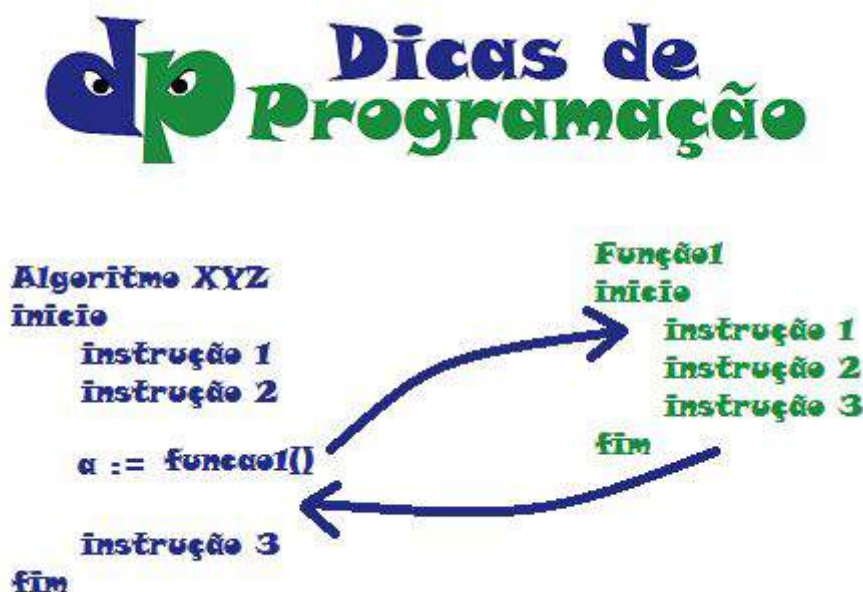 dp Dicas de
Programação
Algoritmo XYZ
inicio
instrução 1
instrução 2
a := funcao1()
instrução 3
fim
Função1
inicio
instrução 1
instrução 2
instrução 3
fim